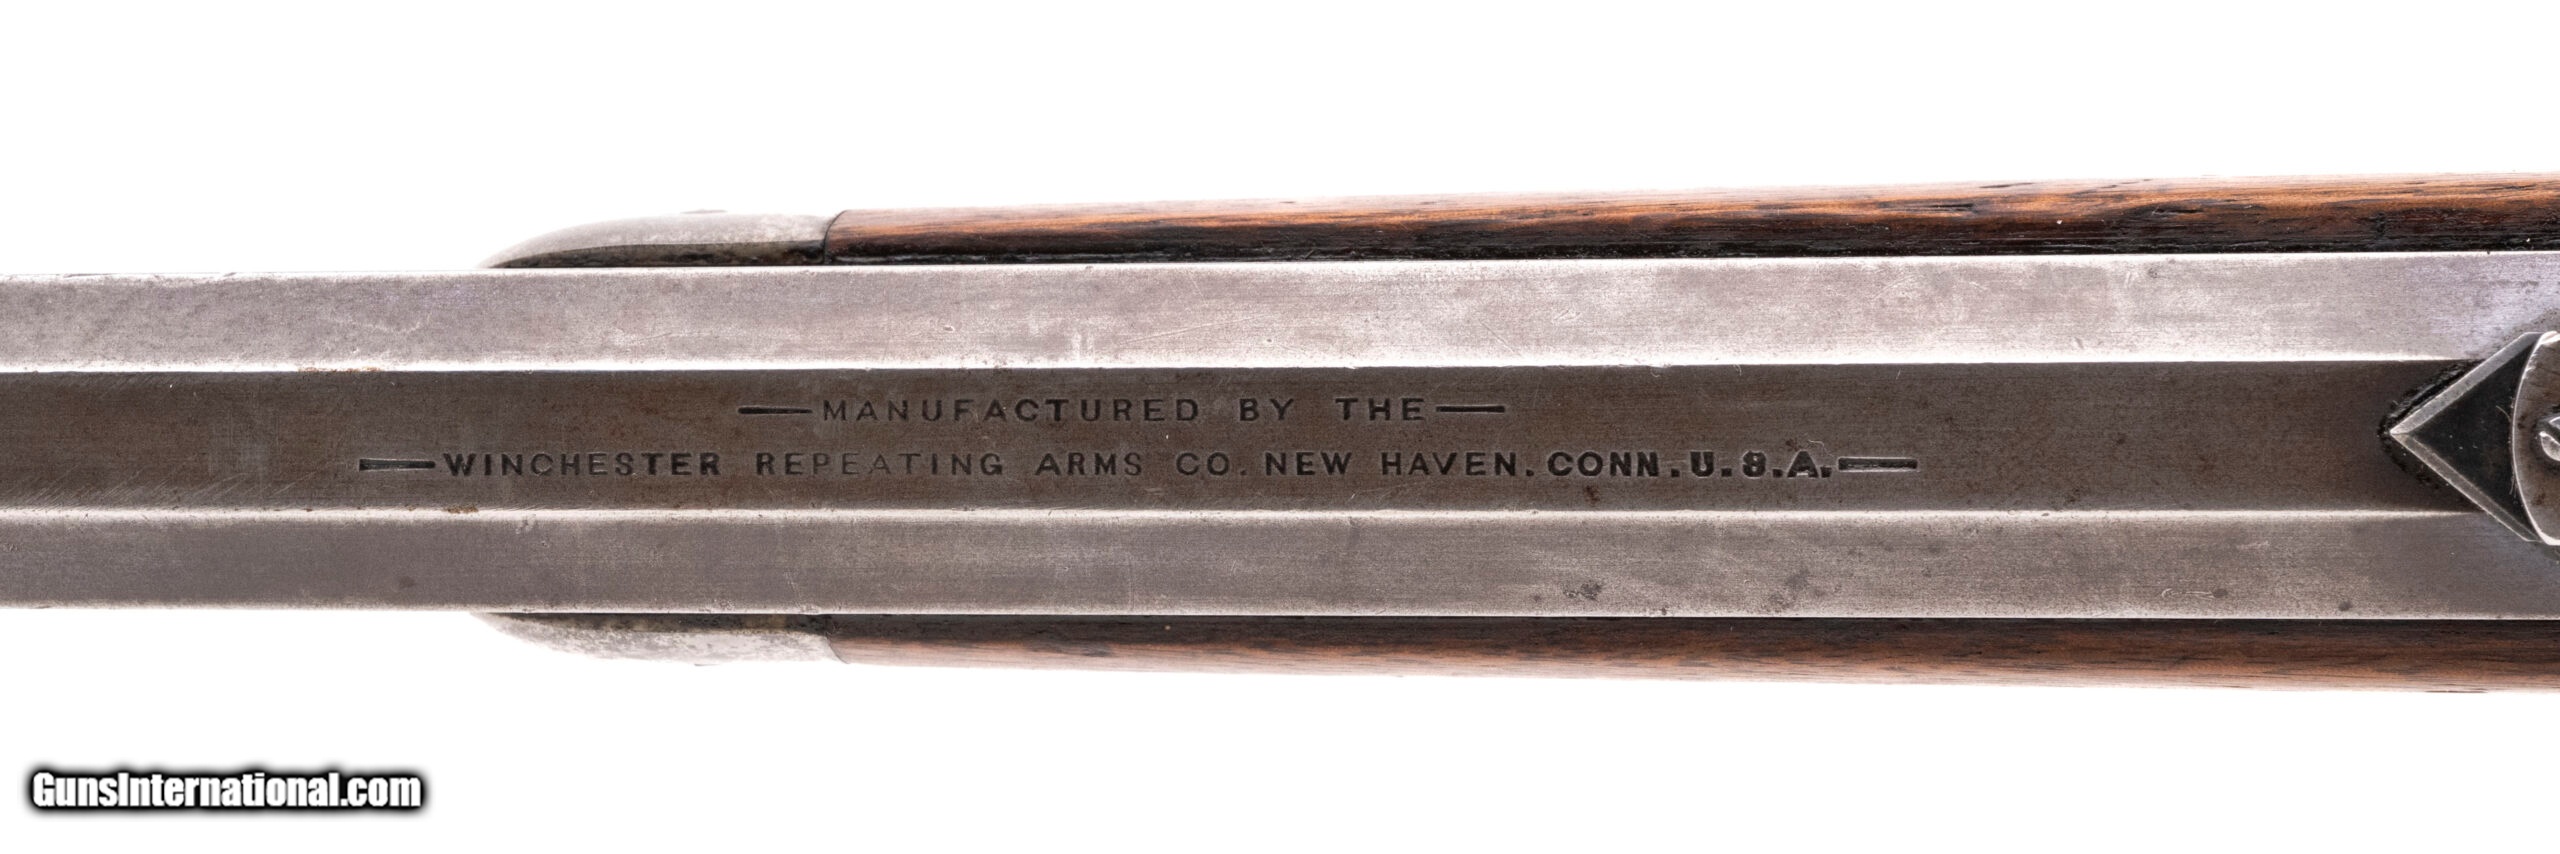 —MANUFACTURED BY THE—
—WINCHESTER REPEATING ARMS CO. NEW HAVEN. CONN. U.S.A.—
GunsInternational.com